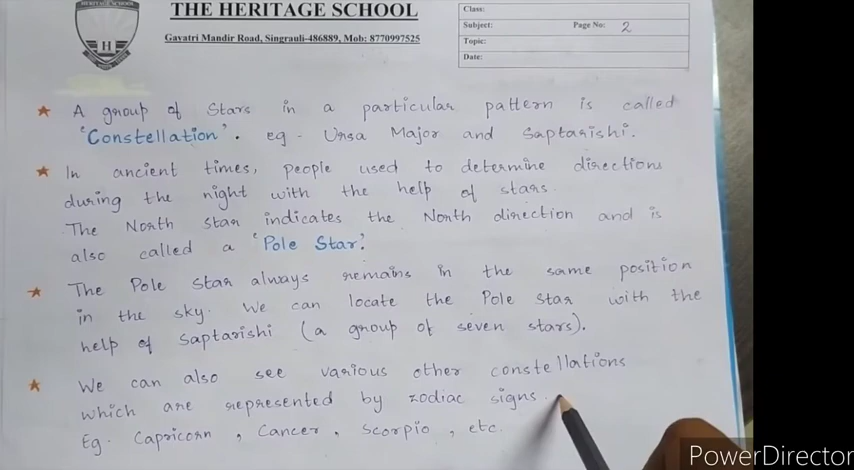 HERITAGE SCHOOL
H
THE HERITAGE SCHOOL
Gayatri Mandir Road, Singrauli-486889, Mob: 8770997525
Class:
Subject: Page No: 2
Topic:
Date:
★ A group of stars in a particular pattern is called
'Constellation'. eg - Ursa Major and Saptarishi.
★ In ancient times, people used to determine directions
during the night with the help of stars.
The North star indicates the North direction and is
also called a 'Pole Star'.
★ The Pole star always remains in the same position
in the sky. We can locate the Pole star with the
help of Saptarishi (a group of seven stars).
★ We can also see various other constellations
which are represented by zodiac signs.
Eg. Capricorn, Cancer, Scorpio, etc.
PowerDirector